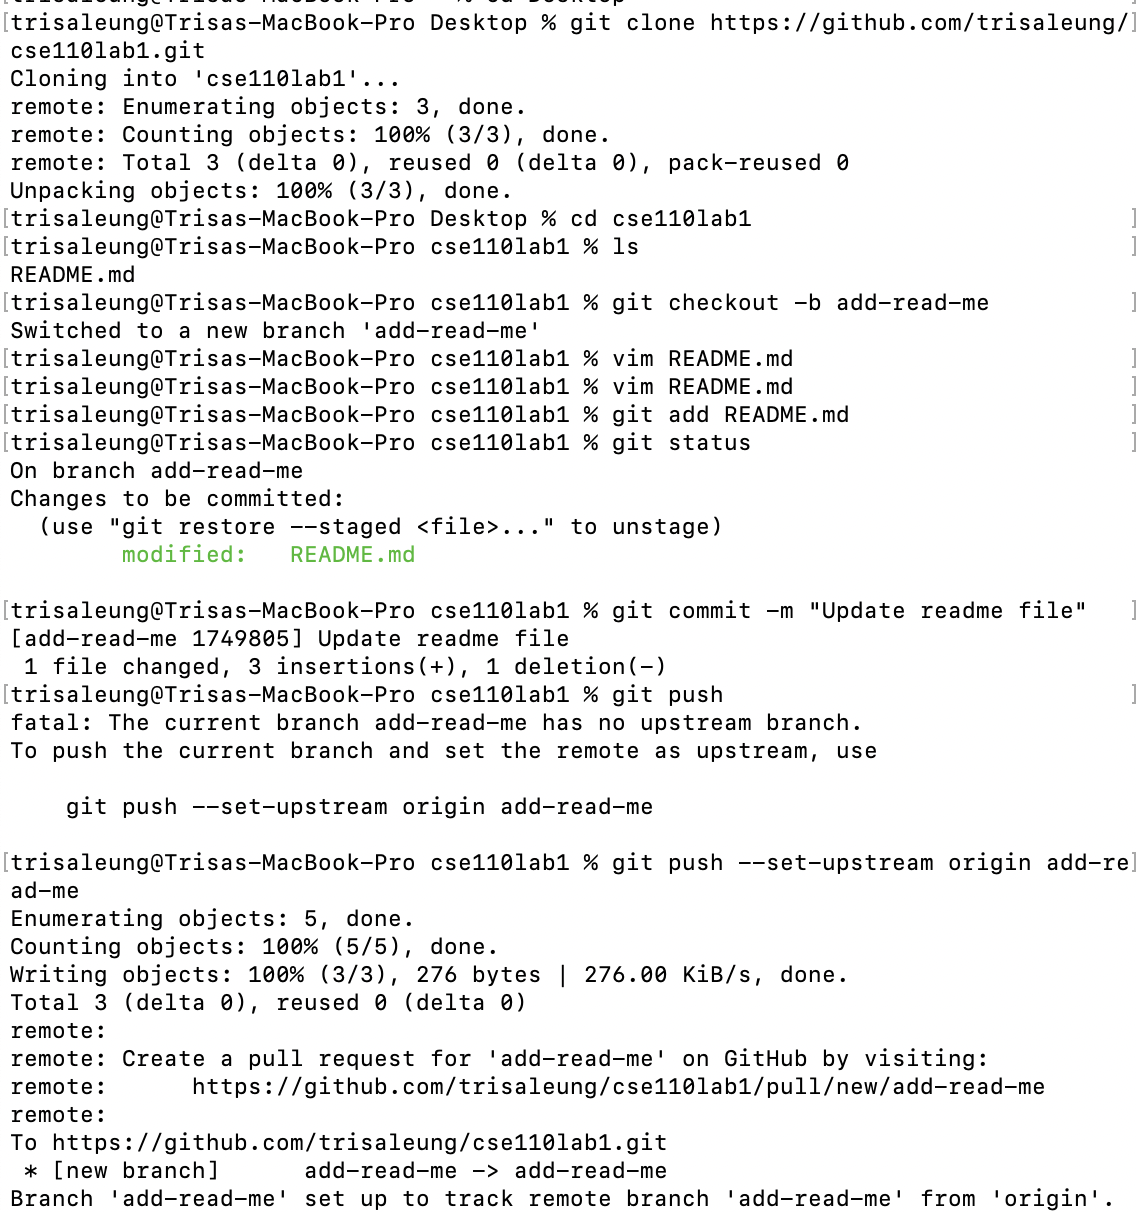 trisaleung@Trisas-MacBook-Pro ~ % cd Desktop
[trisaleung@Trisas-MacBook-Pro Desktop % git clone https://github.com/trisaleung/]
cse110lab1.git
Cloning into 'cse110lab1'...
remote: Enumerating objects: 3, done.
remote: Counting objects: 100% (3/3), done.
remote: Total 3 (delta 0), reused 0 (delta 0), pack-reused 0
Unpacking objects: 100% (3/3), done.
[trisaleung@Trisas-MacBook-Pro Desktop % cd cse110lab1 ]
[trisaleung@Trisas-MacBook-Pro cse110lab1 % ls ]
README.md
[trisaleung@Trisas-MacBook-Pro cse110lab1 % git checkout -b add-read-me ]
Switched to a new branch 'add-read-me'
[trisaleung@Trisas-MacBook-Pro cse110lab1 % vim README.md ]
[trisaleung@Trisas-MacBook-Pro cse110lab1 % vim README.md ]
[trisaleung@Trisas-MacBook-Pro cse110lab1 % git add README.md ]
[trisaleung@Trisas-MacBook-Pro cse110lab1 % git status ]
On branch add-read-me
Changes to be committed:
  (use "git restore --staged <file>..." to unstage)
        modified:   README.md
[trisaleung@Trisas-MacBook-Pro cse110lab1 % git commit -m "Update readme file" ]
[add-read-me 1749805] Update readme file
 1 file changed, 3 insertions(+), 1 deletion(-)
[trisaleung@Trisas-MacBook-Pro cse110lab1 % git push ]
fatal: The current branch add-read-me has no upstream branch.
To push the current branch and set the remote as upstream, use
    git push --set-upstream origin add-read-me
[trisaleung@Trisas-MacBook-Pro cse110lab1 % git push --set-upstream origin add-re]
ad-me
Enumerating objects: 5, done.
Counting objects: 100% (5/5), done.
Writing objects: 100% (3/3), 276 bytes | 276.00 KiB/s, done.
Total 3 (delta 0), reused 0 (delta 0)
remote:
remote: Create a pull request for 'add-read-me' on GitHub by visiting:
remote:      https://github.com/trisaleung/cse110lab1/pull/new/add-read-me
remote:
To https://github.com/trisaleung/cse110lab1.git
 * [new branch]      add-read-me -> add-read-me
Branch 'add-read-me' set up to track remote branch 'add-read-me' from 'origin'.